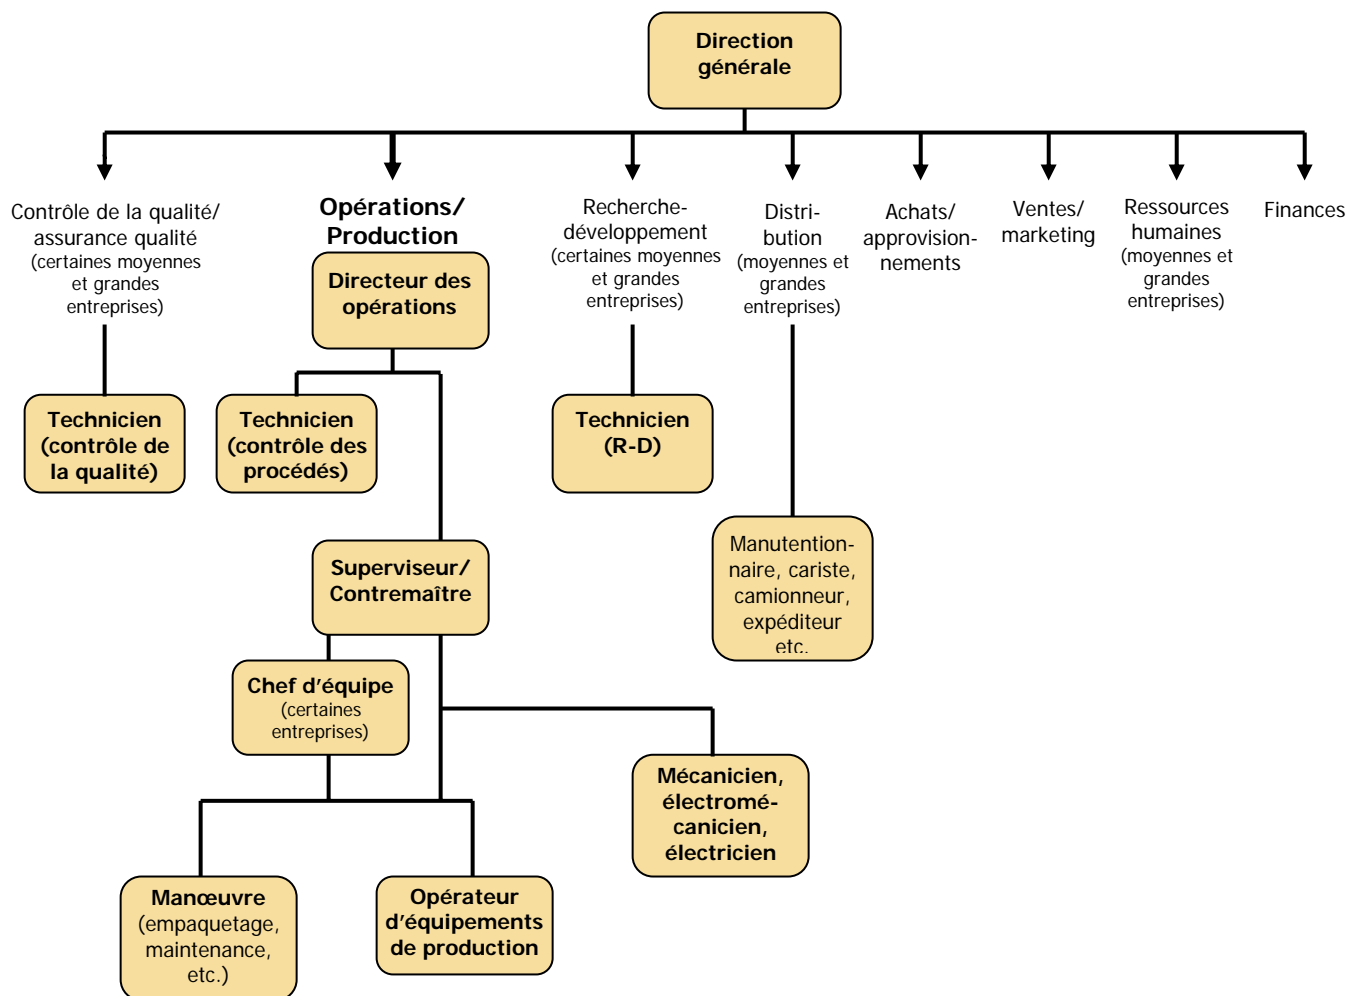 Direction
générale
Contrôle de la qualité/
assurance qualité
(certaines moyennes
et grandes
entreprises)
Opérations/
Production
Recherche-
développement
(certaines moyennes
et grandes
entreprises)
Distri-
bution
(moyennes et
grandes
entreprises)
Achats/
approvision-
nements
Ventes/
marketing
Ressources
humaines
(moyennes et
grandes
entreprises)
Finances
Directeur des
opérations
Technicien
(contrôle de
la qualité)
Technicien
(contrôle des
procédés)
Technicien
(R-D)
Manutention-
naire, cariste,
camionneur,
expéditeur
etc.
Superviseur/
Contremaître
Chef d'équipe
(certaines
entreprises)
Mécanicien,
électromé-
canicien,
électricien
Manœuvre
(empaquetage,
maintenance,
etc.)
Opérateur
d'équipements
de production